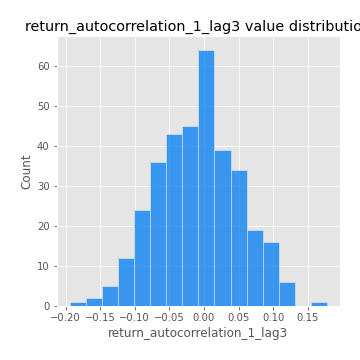 return_autocorrelation_1_lag3 value distributio
60
50
40
30
20
10
0
Count
−0.20 −0.15 −0.10 −0.05 0.00 0.05 0.10 0.15
return_autocorrelation_1_lag3